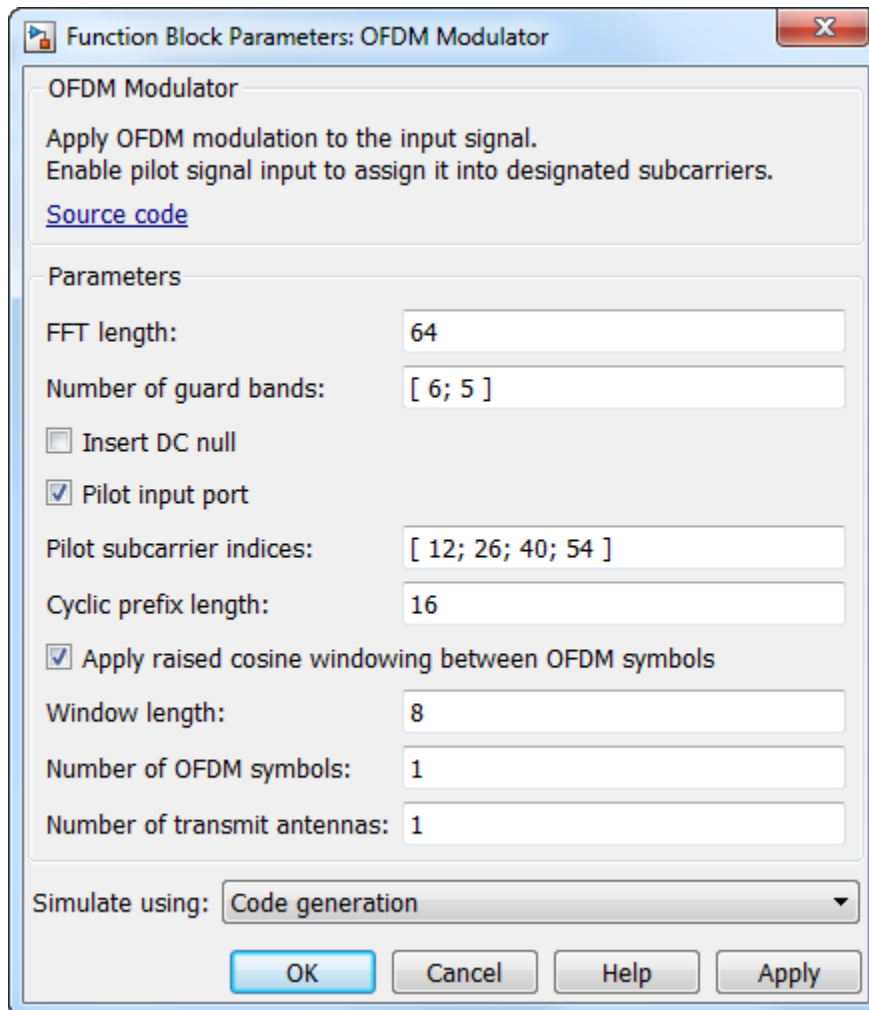 Function Block Parameters: OFDM Modulator
OFDM Modulator
Apply OFDM modulation to the input signal.
Enable pilot signal input to assign it into designated subcarriers.
Source code
Parameters
FFT length: 64
Number of guard bands: [ 6; 5 ]
Insert DC null
Pilot input port
Pilot subcarrier indices: [ 12; 26; 40; 54 ]
Cyclic prefix length: 16
Apply raised cosine windowing between OFDM symbols
Window length: 8
Number of OFDM symbols: 1
Number of transmit antennas: 1
Simulate using: Code generation
OK Cancel Help Apply